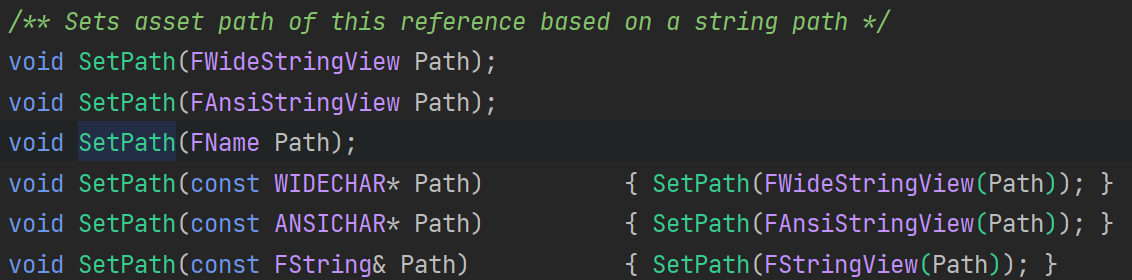 /** Sets asset path of this reference based on a string path */
void SetPath(FWideStringView Path);
void SetPath(FAnsiStringView Path);
void SetPath(FName Path);
void SetPath(const WIDECHAR* Path) { SetPath(FWideStringView(Path)); }
void SetPath(const ANSICHAR* Path) { SetPath(FAnsiStringView(Path)); }
void SetPath(const FString& Path) { SetPath(FStringView(Path)); }